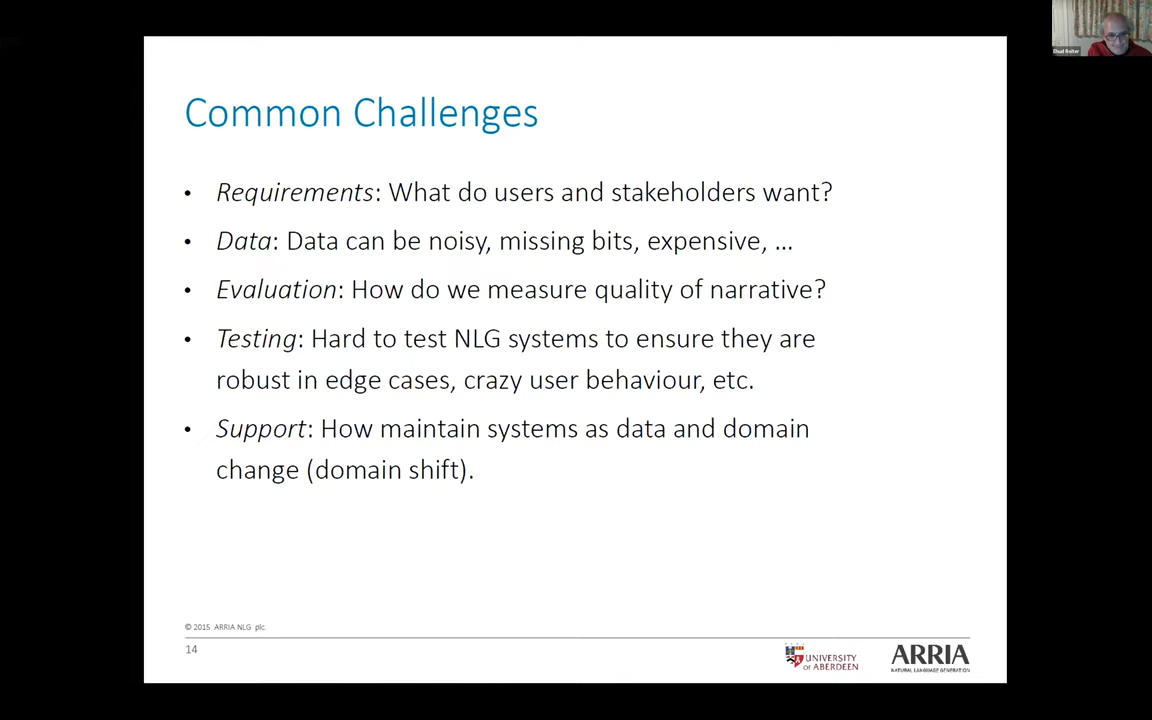 Ehud Reiter
Common Challenges
• Requirements: What do users and stakeholders want?
• Data: Data can be noisy, missing bits, expensive, ...
• Evaluation: How do we measure quality of narrative?
• Testing: Hard to test NLG systems to ensure they are
robust in edge cases, crazy user behaviour, etc.
• Support: How maintain systems as data and domain
change (domain shift).
© 2015 ARRIA NLG plc.
14
UNIVERSITY
OF ABERDEEN
ARRIA
NATURAL LANGUAGE GENERATION